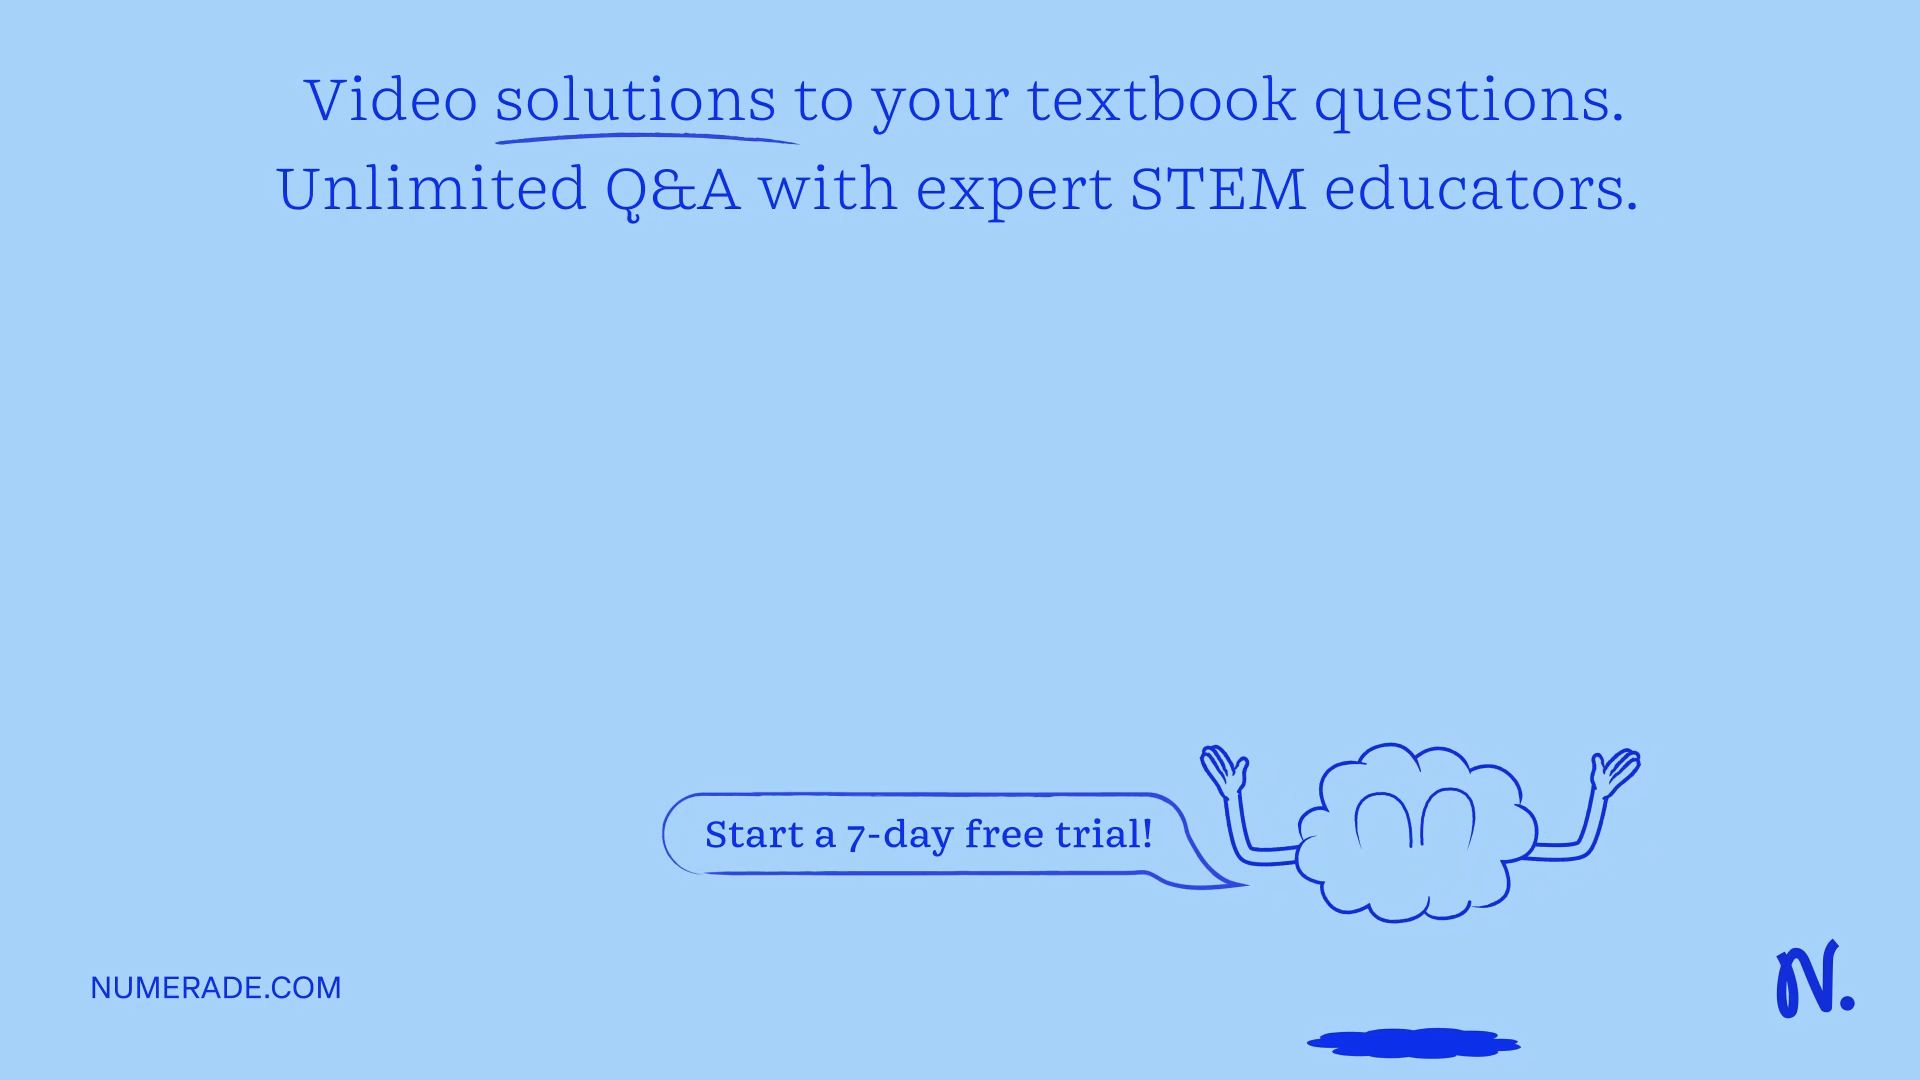 Video solutions to your textbook questions.
Unlimited Q&A with expert STEM educators.
Start a 7-day free trial!
NUMERADE.COM
N.